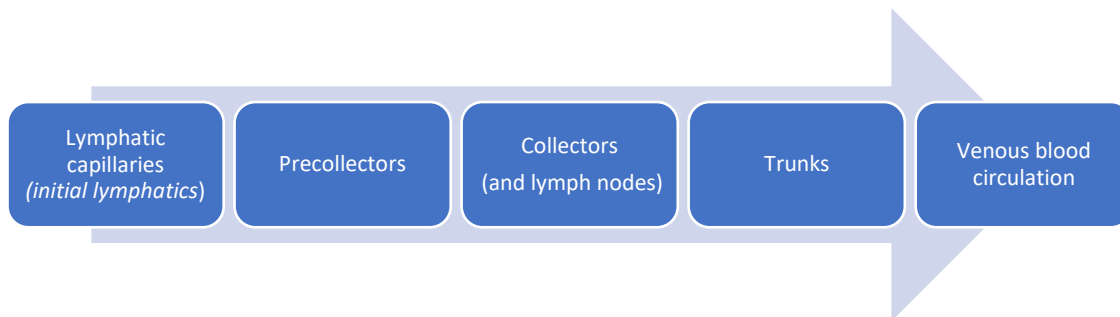 Lymphatic
capillaries
(initial lymphatics)
Precollectors
Collectors
(and lymph nodes)
Trunks
Venous blood
circulation